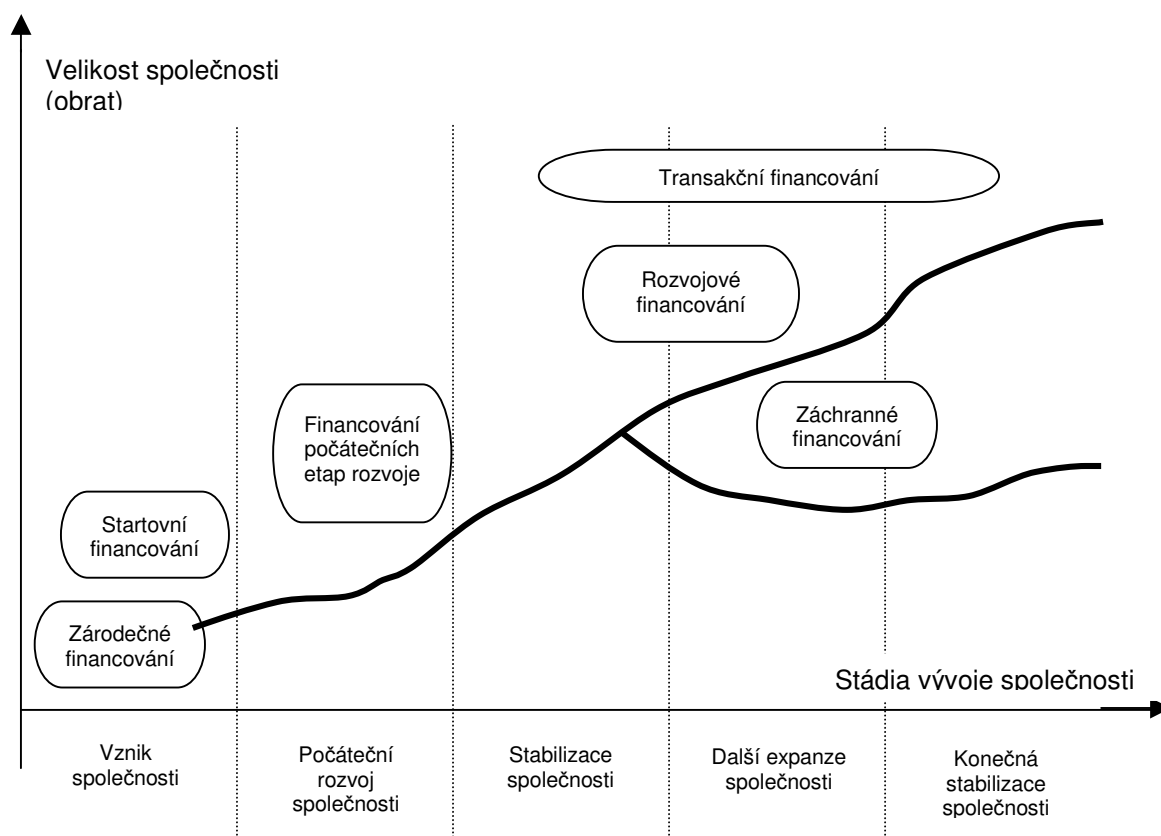 Velikost společnosti
(obrat)
Transakční financování
Rozvojové
financování
Záchranné
financování
Financování
počátečních
etap rozvoje
Startovní
financování
Zárodečné
financování
Stádia vývoje společnosti
Vznik
společnosti
Počáteční
rozvoj
společnosti
Stabilizace
společnosti
Další expanze
společnosti
Konečná
stabilizace
společnosti